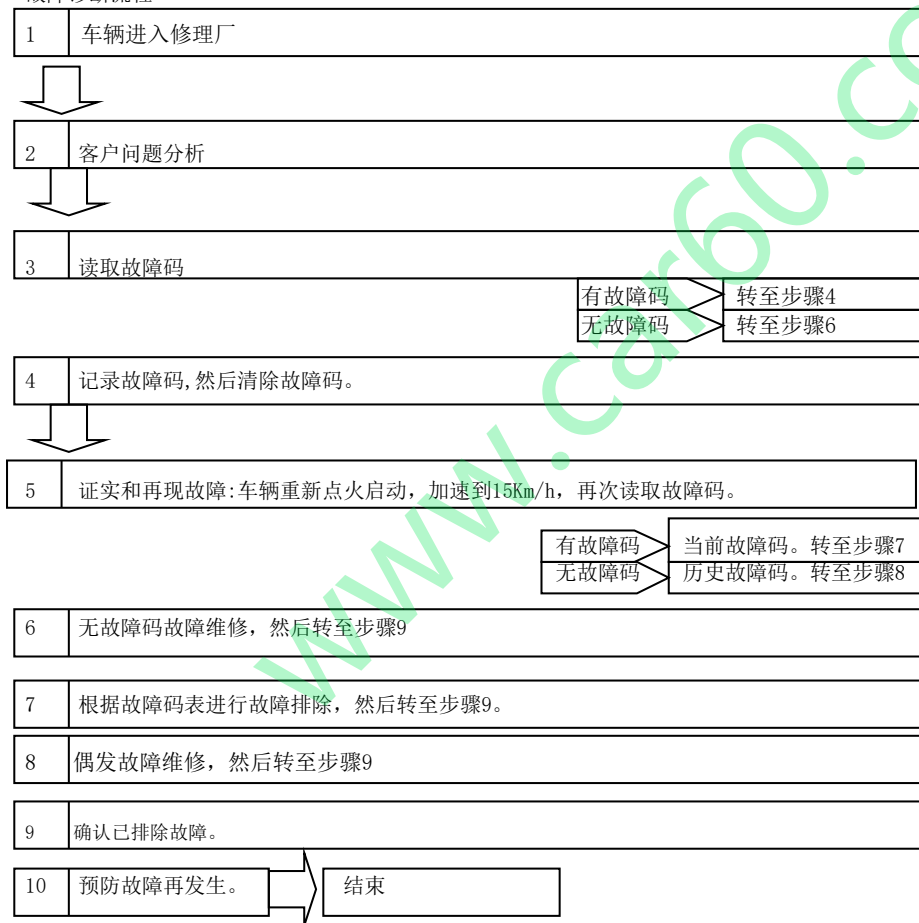 1 车辆进入修理厂
2 客户问题分析
3 读取故障码
有故障码 转至步骤4
无故障码 转至步骤6
4 记录故障码,然后清除故障码。
5 证实和再现故障:车辆重新点火启动，加速到15Km/h，再次读取故障码。
有故障码 当前故障码。转至步骤7
无故障码 历史故障码。转至步骤8
6 无故障码故障维修，然后转至步骤9
7 根据故障码表进行故障排除，然后转至步骤9。
8 偶发故障维修，然后转至步骤9
9 确认已排除故障。
10 预防故障再发生。 结束
www.car60.co